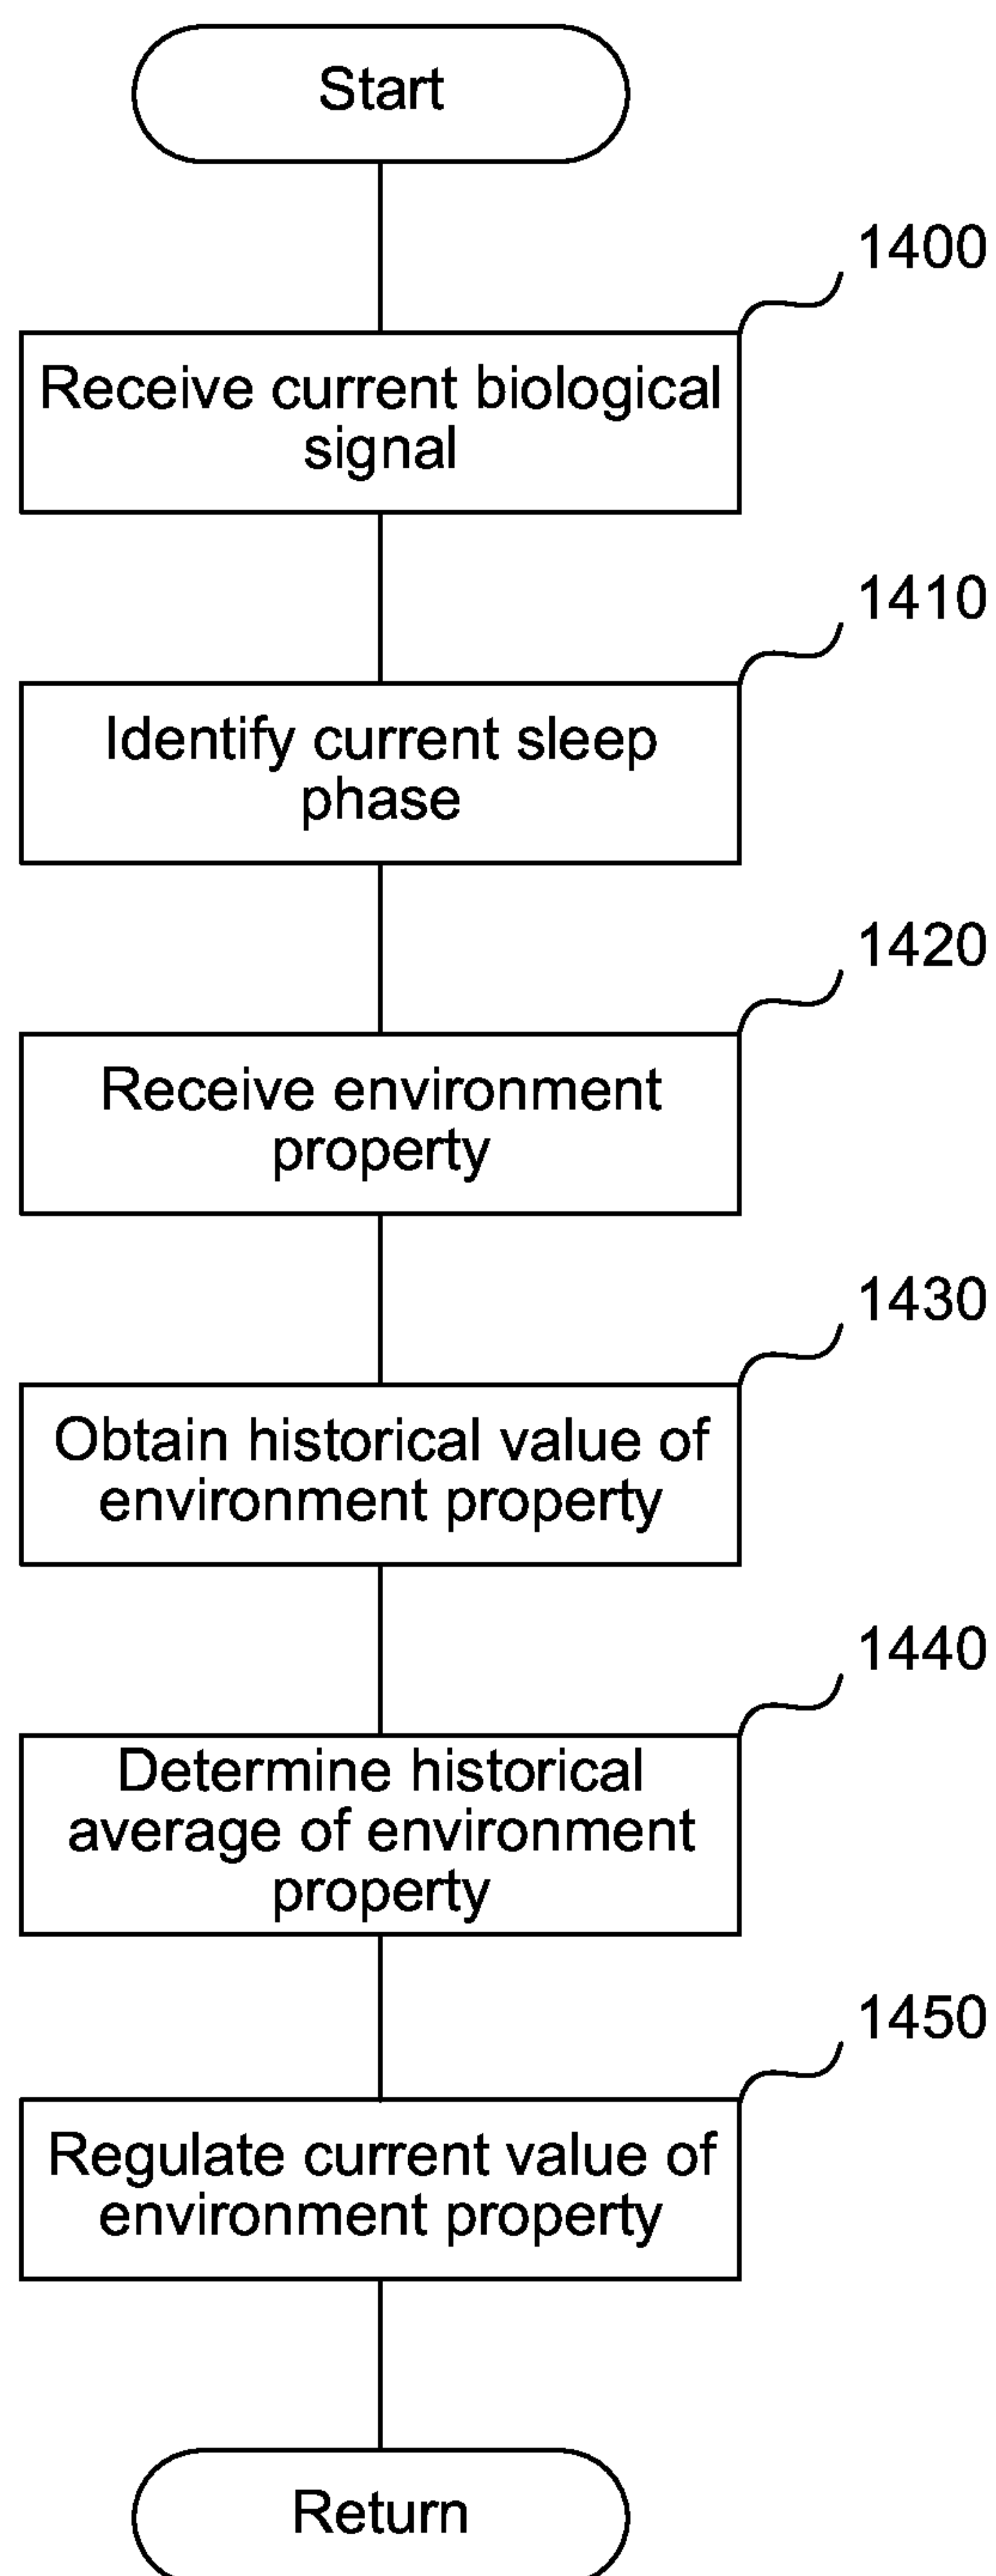 Start
1400
Receive current biological
signal
1410
Identify current sleep
phase
1420
Receive environment
property
1430
Obtain historical value of
environment property
1440
Determine historical
average of environment
property
1450
Regulate current value of
environment property
Return